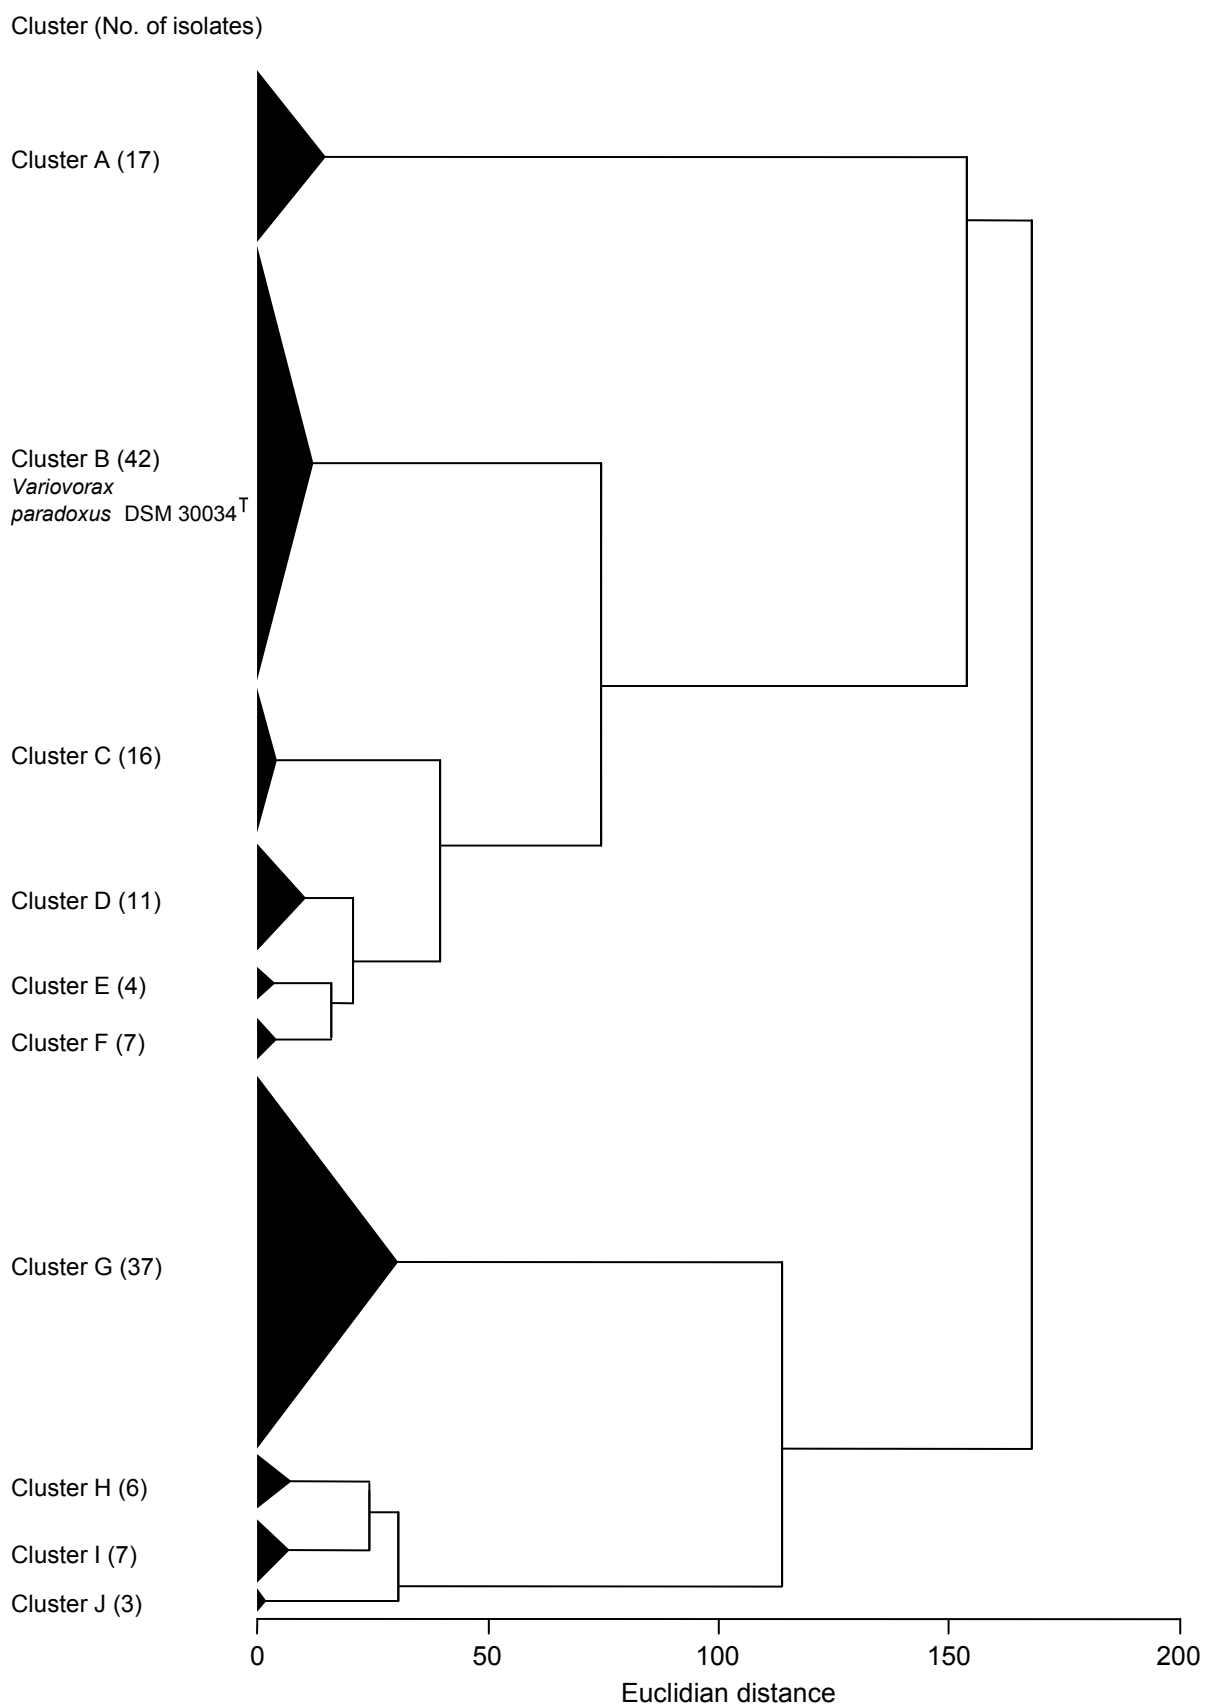 Cluster (No. of isolates)
Cluster A (17)
Cluster B (42)
Variovorax
paradoxus DSM 30034T
Cluster C (16)
Cluster D (11)
Cluster E (4)
Cluster F (7)
Cluster G (37)
Cluster H (6)
Cluster I (7)
Cluster J (3)
0 50 100 150 200
Euclidian distance